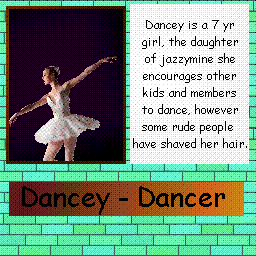 Dancey is a 7 yr
girl, the daughter
of jazzymine she
encourages other
kids and members
to dance, however
some rude people
have shaved her hair.
Dancey - Dancer